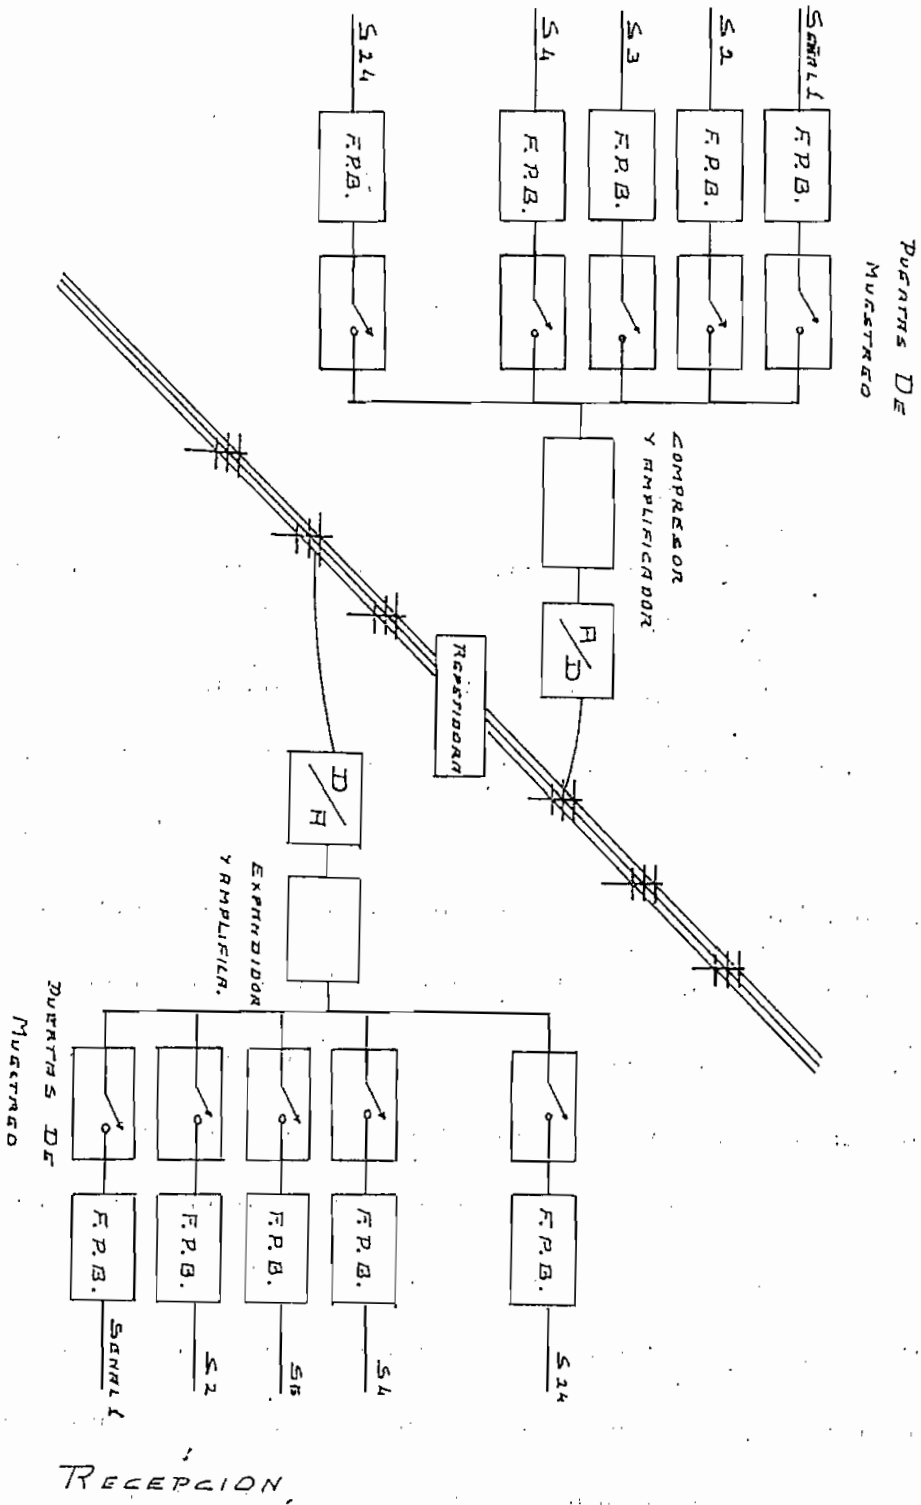 PUERTAS DE
MUESTREO
SEÑAL 1
F.P.B.
S 2
F.P.B.
S 3
F.P.B.
S 4
F.P.B.
S 24
F.P.B.
COMPRESOR
Y AMPLIFICADOR
A/D
REPETIDORA
D/A
EXPANDIDOR
Y AMPLIFICA.
PUERTAS DE
MUESTREO
F.P.B.
S 24
F.P.B.
S 4
F.P.B.
F.P.B.
S 2
F.P.B.
SEÑAL 1
RECEPCION